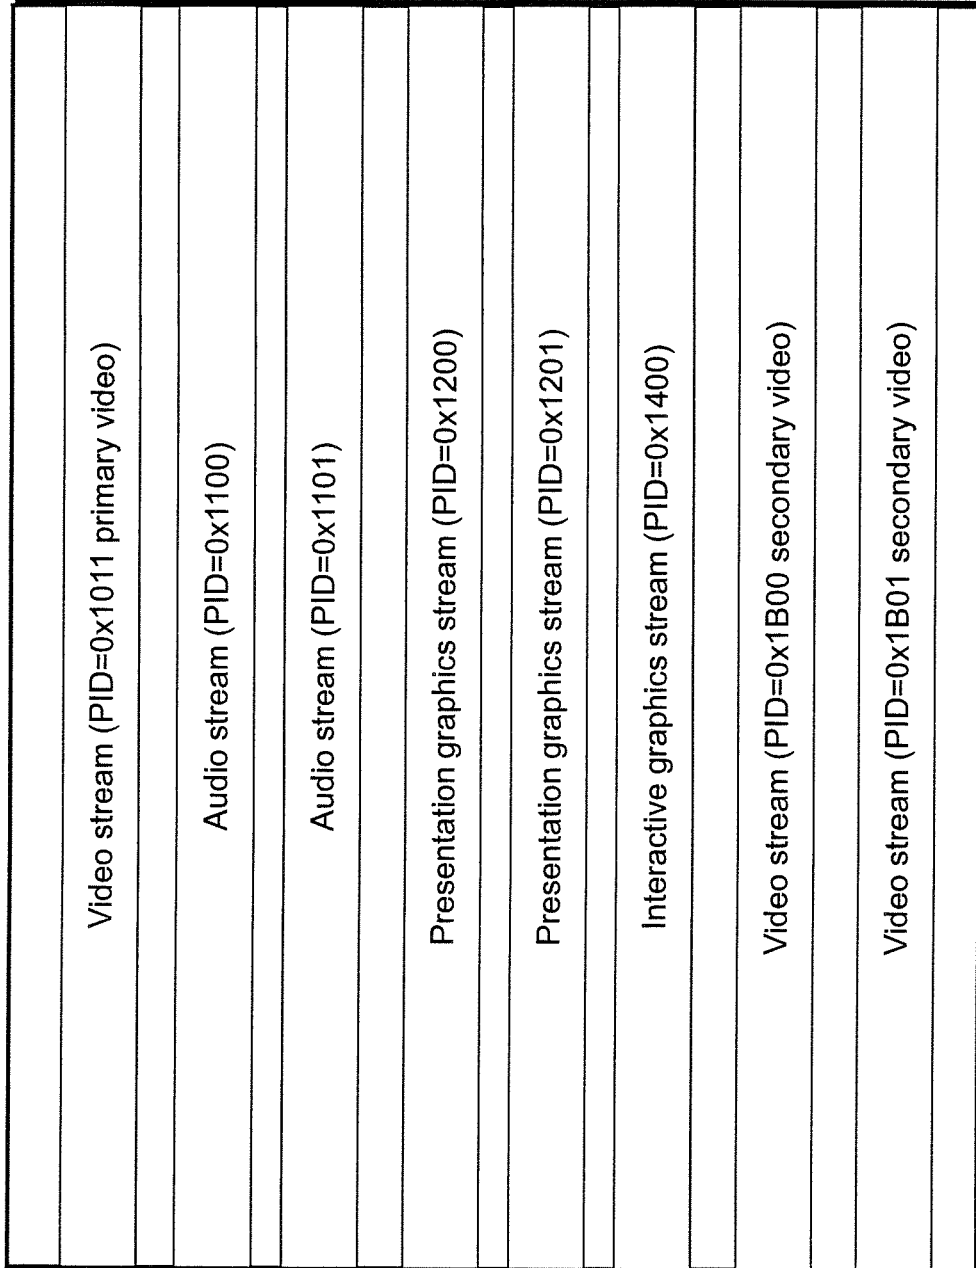 Video stream (PID=0x1011 primary video)
Audio stream (PID=0x1100)
Audio stream (PID=0x1101)
Presentation graphics stream (PID=0x1200)
Presentation graphics stream (PID=0x1201)
Interactive graphics stream (PID=0x1400)
Video stream (PID=0x1B00 secondary video)
Video stream (PID=0x1B01 secondary video)